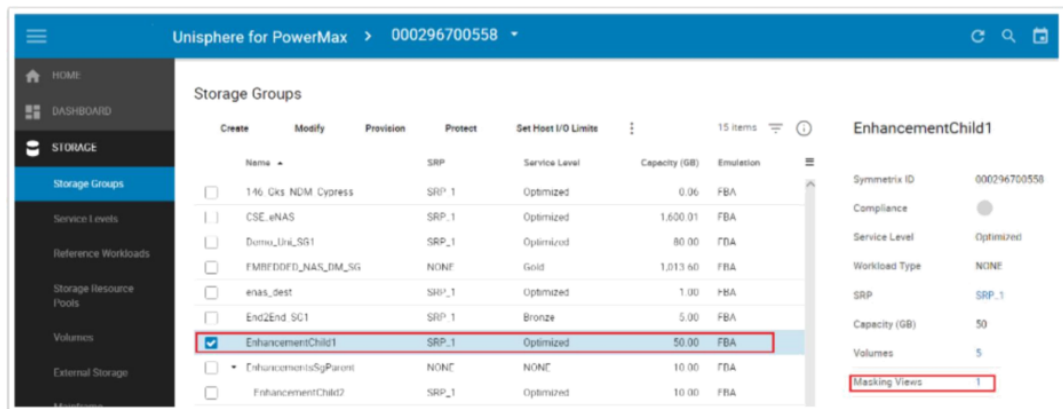 Unisphere for PowerMax > 000296700558
HOME
DASHBOARD
STORAGE
Storage Groups
Service Levels
Reference Workloads
Storage Resource
Pools
Volumes
External Storage
Mainframe
Storage Groups
Create Modify Provision Protect Set Host I/O Limits 15 items
Name SRP Service Level Capacity (GB) Emulation
146_Gks_NDM_Cypress SRP_1 Optimized 0.06 FBA
CSE_eNAS SRP_1 Optimized 1,600.01 FBA
Demo_Uni_SG1 SRP_1 Optimized 80.00 FBA
EMBEDDED_NAS_DM_SG NONE Gold 1,013.60 FBA
enas_dest SRP_1 Optimized 1.00 FBA
End2End_SG1 SRP_1 Bronze 5.00 FBA
EnhancementChild1 SRP_1 Optimized 50.00 FBA
EnhancementsSgParent NONE NONE 10.00 FBA
EnhancementChild2 SRP_1 Optimized 10.00 FBA
EnhancementChild1
Symmetrix ID 000296700558
Compliance
Service Level Optimized
Workload Type NONE
SRP SRP_1
Capacity (GB) 50
Volumes 5
Masking Views 1